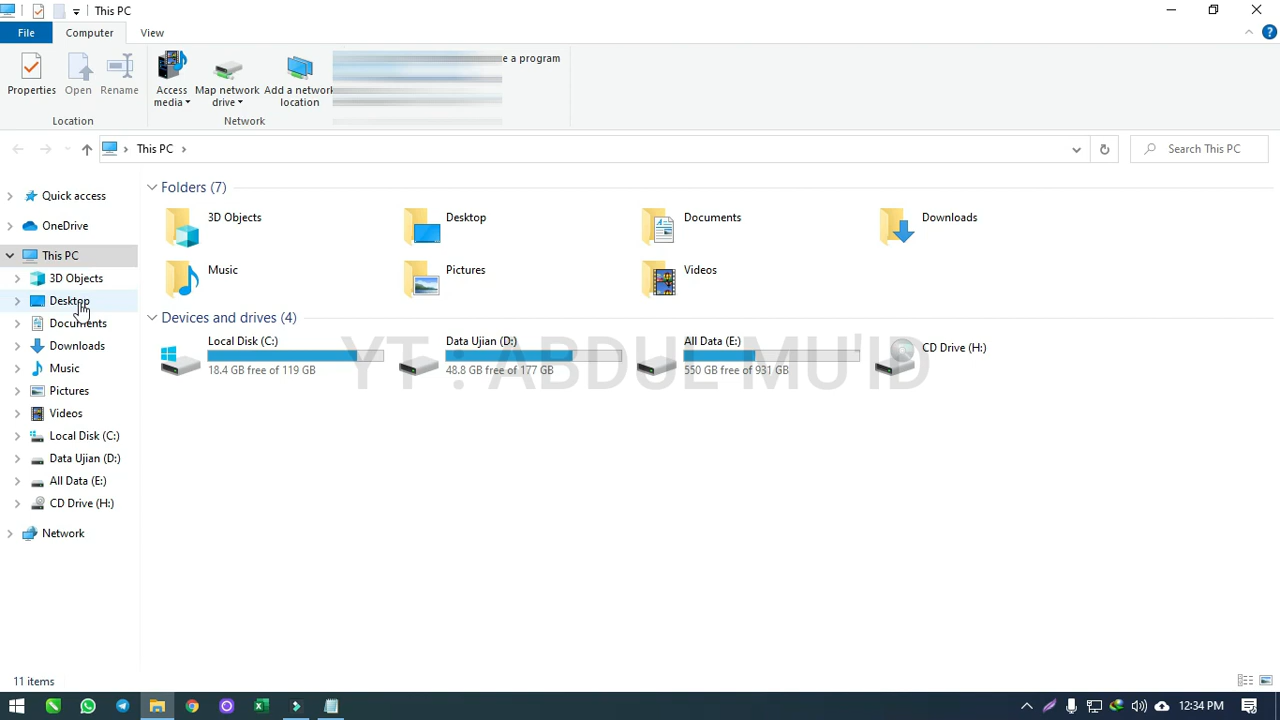 This PC
File Computer View
Properties Open Rename Access media Map network drive Add a network location e a program
Location Network
This PC Search This PC
Quick access
OneDrive
This PC
3D Objects
Desktop
Documents
Downloads
Music
Pictures
Videos
Local Disk (C:)
Data Ujian (D:)
All Data (E:)
CD Drive (H:)
Network
Folders (7)
3D Objects Desktop Documents Downloads
Music Pictures Videos
Devices and drives (4)
Local Disk (C:) Data Ujian (D:) All Data (E:) CD Drive (H:)
18.4 GB free of 119 GB 48.8 GB free of 177 GB 550 GB free of 931 GB
YT : ABDUL MU'ID
11 items
12:34 PM